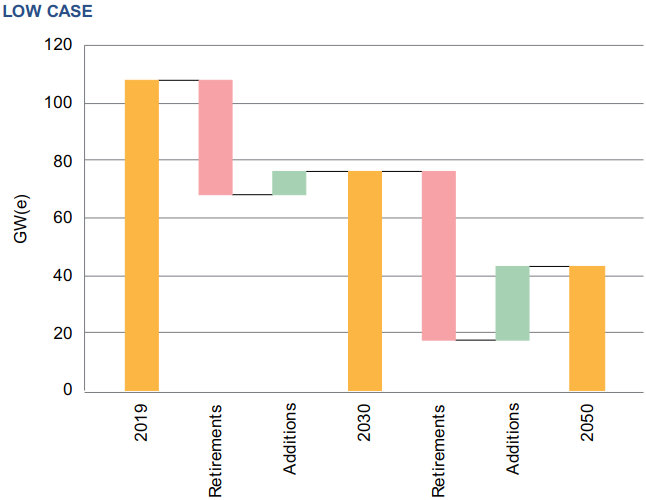 LOW CASE
120
100
80
60
40
20
0
GW(e)
2019
Retirements
Additions
2030
Retirements
Additions
2050